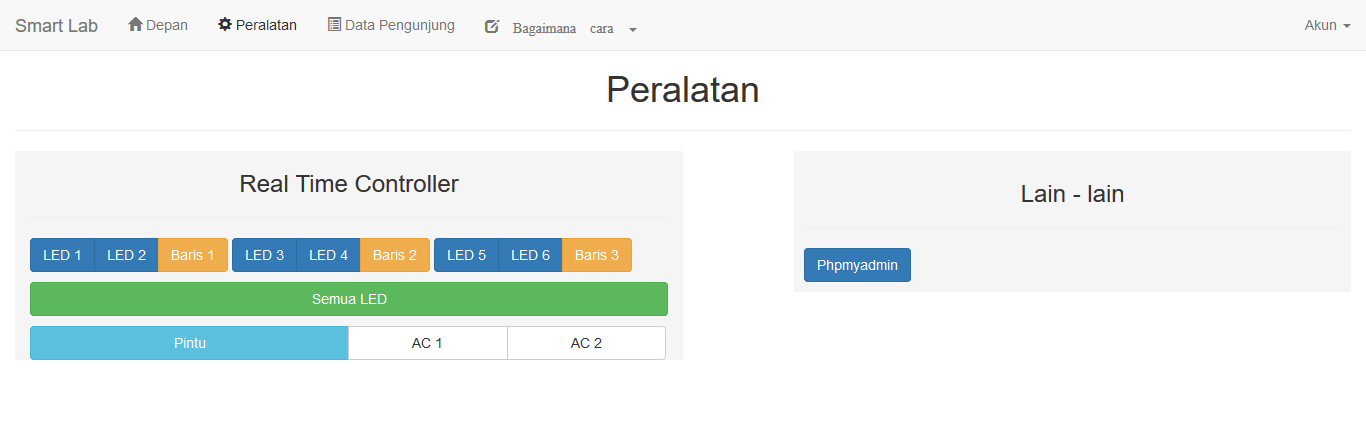 Smart Lab Depan Peralatan Data Pengunjung Bagaimana cara Akun
Peralatan
Real Time Controller
LED 1 LED 2 Baris 1 LED 3 LED 4 Baris 2 LED 5 LED 6 Baris 3
Semua LED
Pintu AC 1 AC 2
Lain - lain
Phpmyadmin